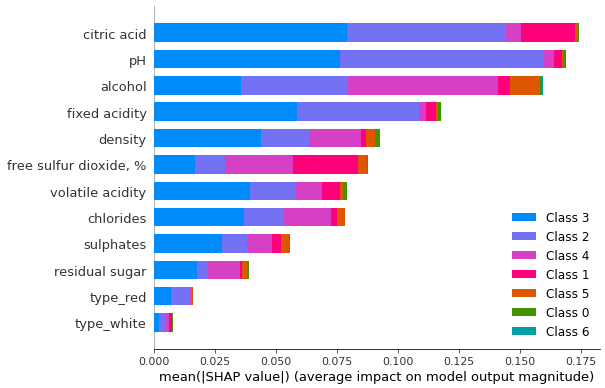 citric acid
pH
alcohol
fixed acidity
density
free sulfur dioxide, %
volatile acidity
chlorides
sulphates
residual sugar
type_red
type_white
Class 3
Class 2
Class 4
Class 1
Class 5
Class 0
Class 6
0.000 0.025 0.050 0.075 0.100 0.125 0.150 0.175
mean(|SHAP value|) (average impact on model output magnitude)